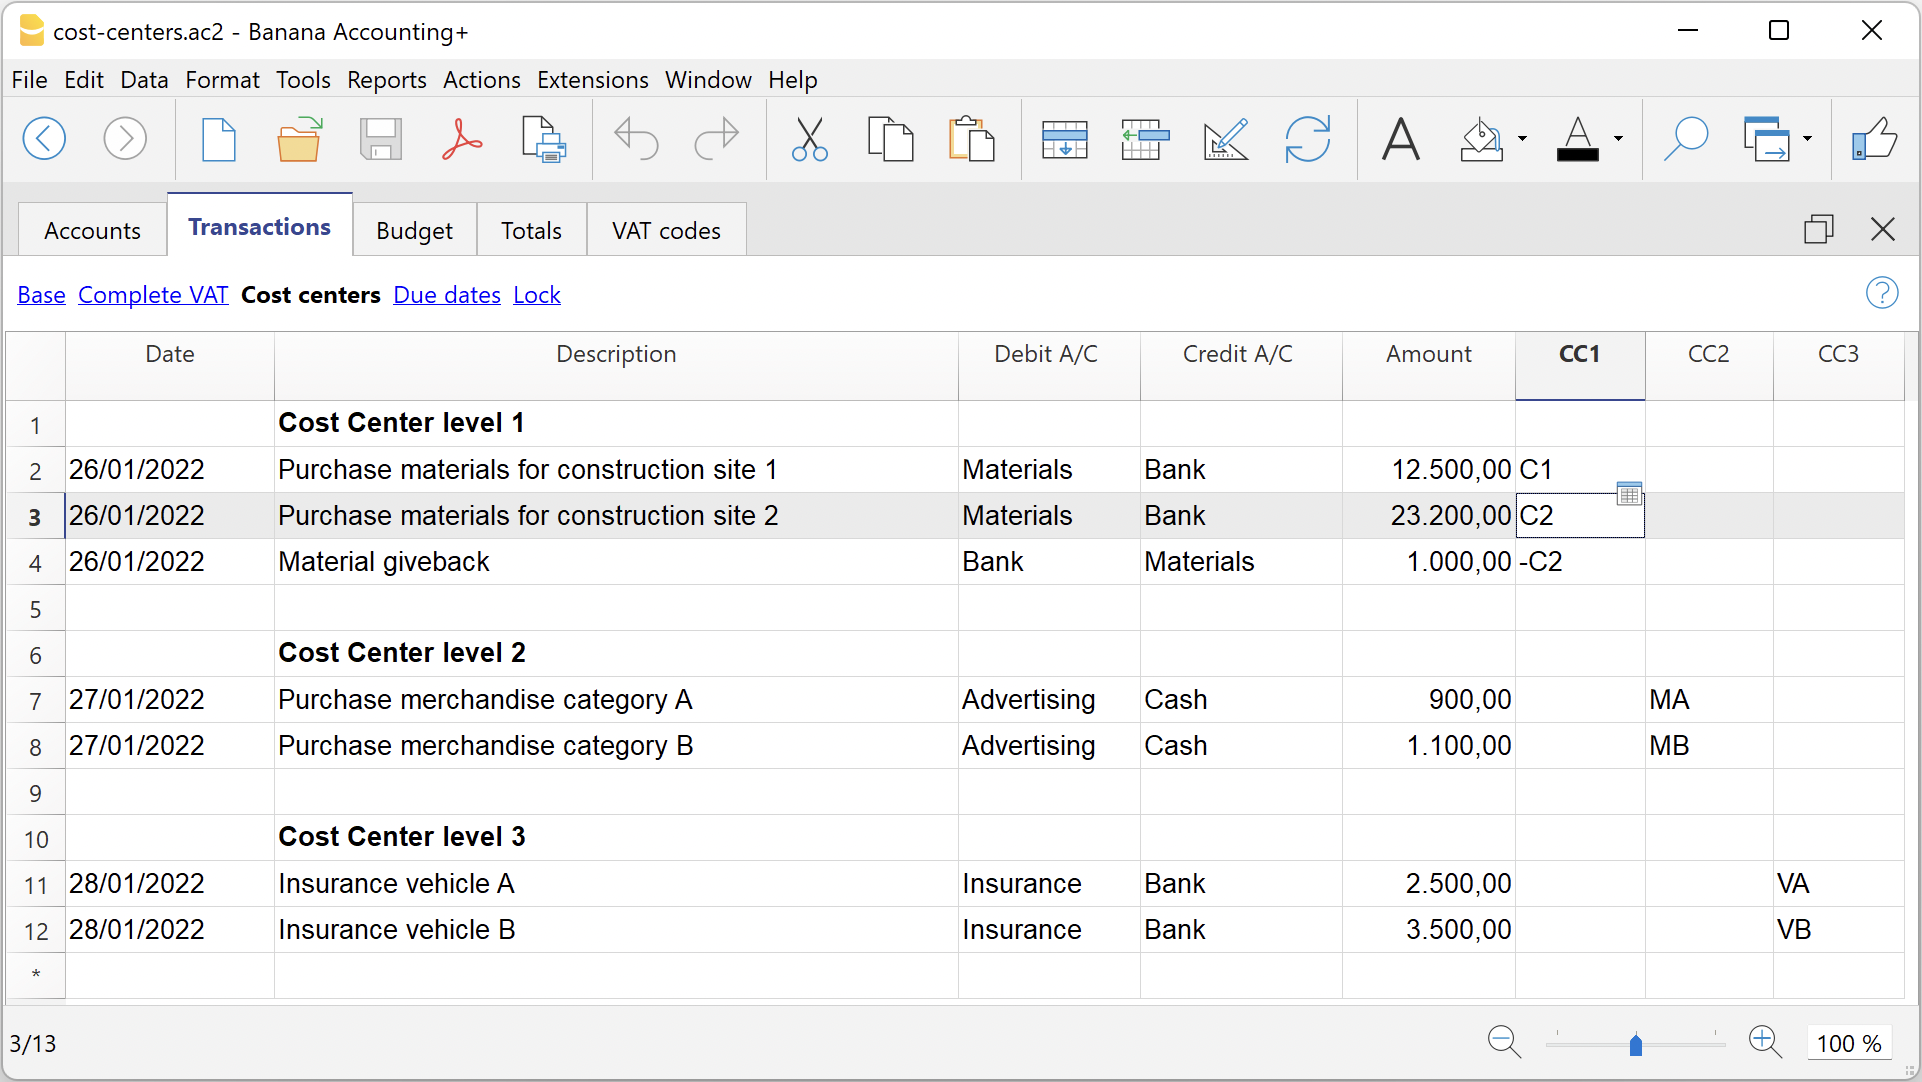 cost-centers.ac2 - Banana Accounting+
File Edit Data Format Tools Reports Actions Extensions Window Help
Accounts Transactions Budget Totals VAT codes
Base Complete VAT Cost centers Due dates Lock
Date Description Debit A/C Credit A/C Amount CC1 CC2 CC3
1 Cost Center level 1
2 26/01/2022 Purchase materials for construction site 1 Materials Bank 12.500,00 C1
3 26/01/2022 Purchase materials for construction site 2 Materials Bank 23.200,00 C2
4 26/01/2022 Material giveback Bank Materials 1.000,00 -C2
5
6 Cost Center level 2
7 27/01/2022 Purchase merchandise category A Advertising Cash 900,00 MA
8 27/01/2022 Purchase merchandise category B Advertising Cash 1.100,00 MB
9
10 Cost Center level 3
11 28/01/2022 Insurance vehicle A Insurance Bank 2.500,00 VA
12 28/01/2022 Insurance vehicle B Insurance Bank 3.500,00 VB
*
3/13 100 %